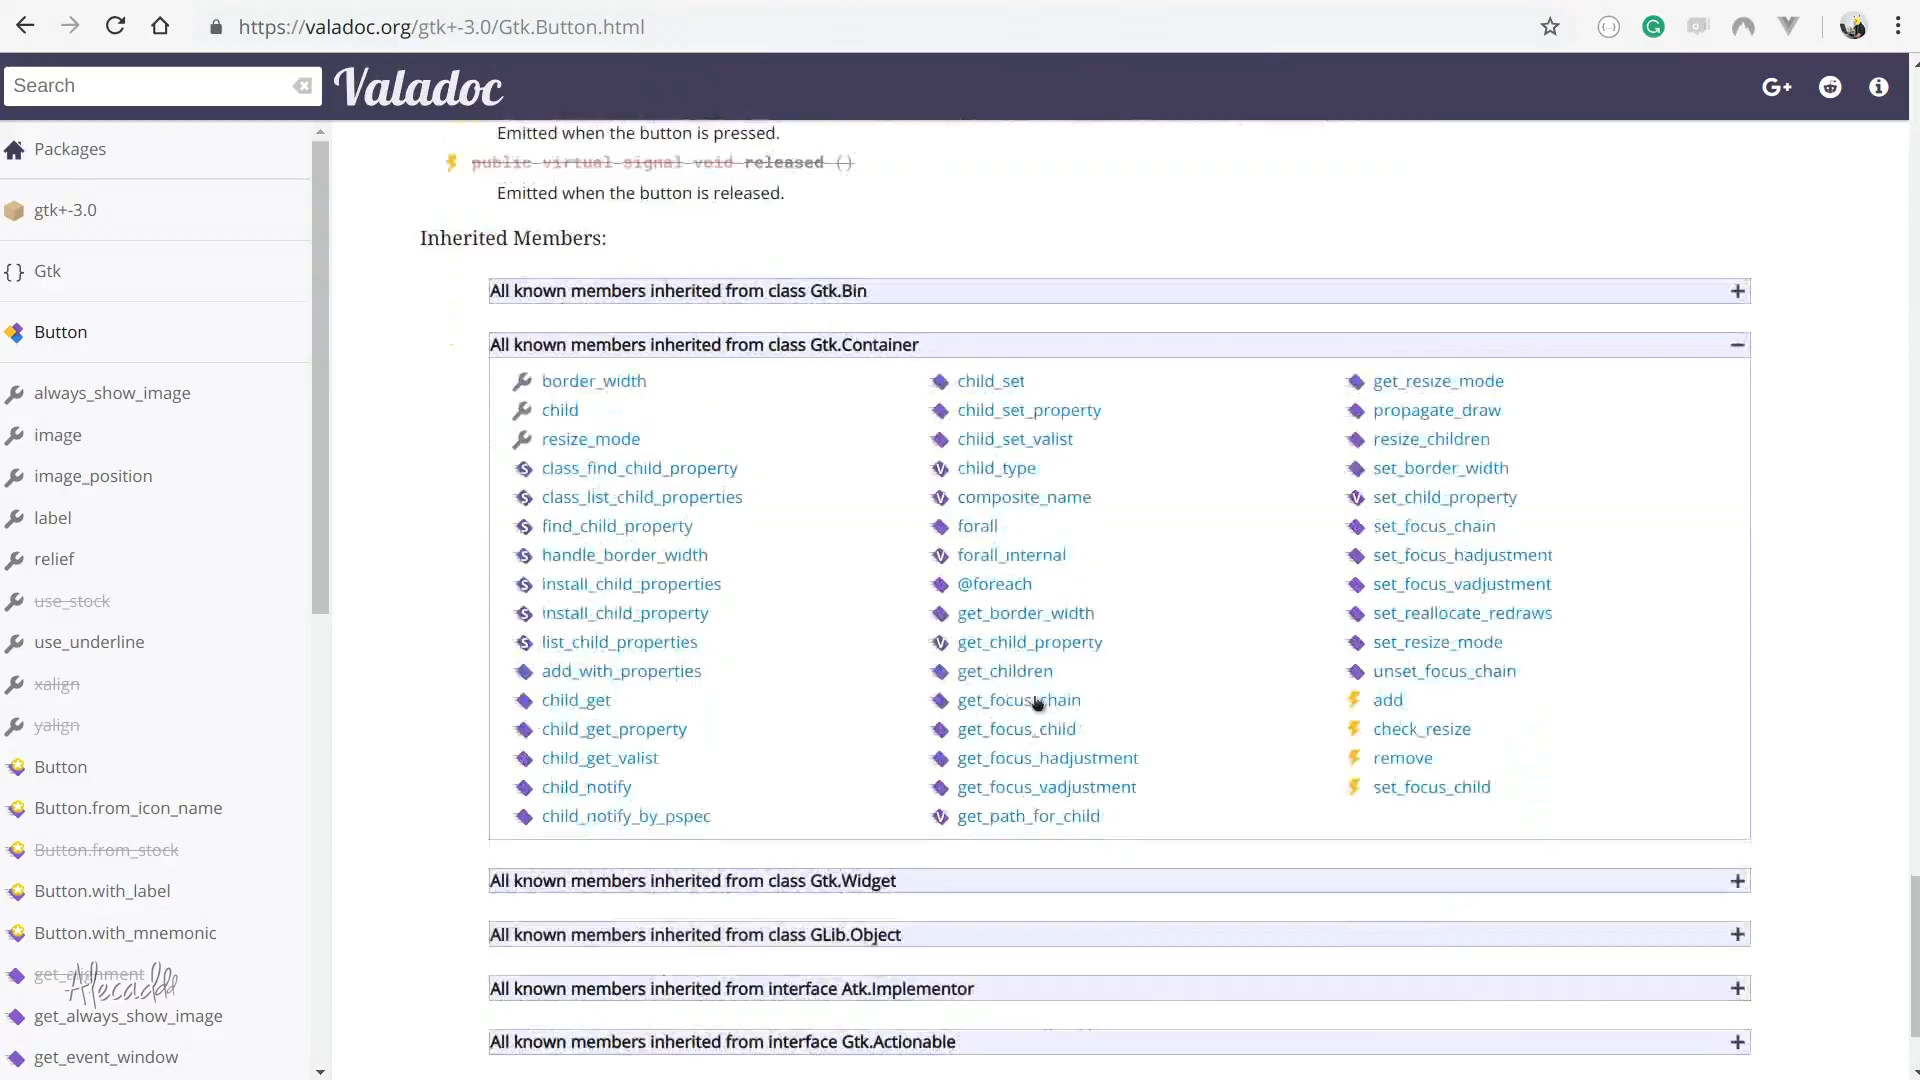 https://valadoc.org/gtk+-3.0/Gtk.Button.html
Search
Valadoc
G+
Packages
gtk+-3.0
{} Gtk
Button
always_show_image
image
image_position
label
relief
use_stock
use_underline
xalign
yalign
Button
Button.from_icon_name
Button.from_stock
Button.with_label
Button.with_mnemonic
get_alignment
Alecaddd
get_always_show_image
get_event_window
Emitted when the button is pressed.
public virtual signal void released ()
Emitted when the button is released.
Inherited Members:
All known members inherited from class Gtk.Bin
All known members inherited from class Gtk.Container
border_width
child
resize_mode
class_find_child_property
class_list_child_properties
find_child_property
handle_border_width
install_child_properties
install_child_property
list_child_properties
add_with_properties
child_get
child_get_property
child_get_valist
child_notify
child_notify_by_pspec
child_set
child_set_property
child_set_valist
child_type
composite_name
forall
forall_internal
@foreach
get_border_width
get_child_property
get_children
get_focus_chain
get_focus_child
get_focus_hadjustment
get_focus_vadjustment
get_path_for_child
get_resize_mode
propagate_draw
resize_children
set_border_width
set_child_property
set_focus_chain
set_focus_hadjustment
set_focus_vadjustment
set_reallocate_redraws
set_resize_mode
unset_focus_chain
add
check_resize
remove
set_focus_child
All known members inherited from class Gtk.Widget
All known members inherited from class GLib.Object
All known members inherited from interface Atk.Implementor
All known members inherited from interface Gtk.Actionable